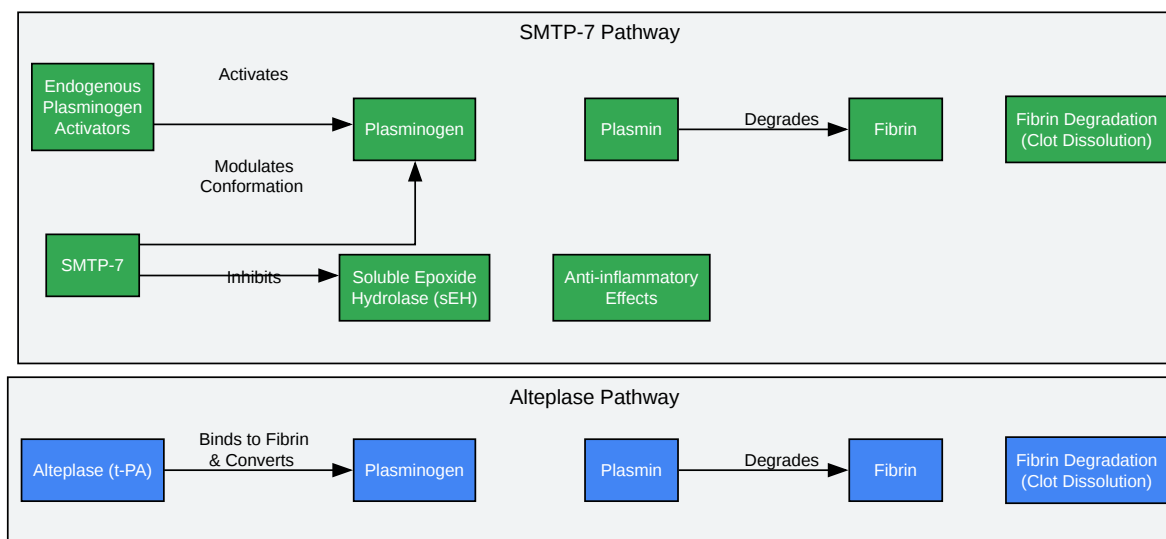 SMTP-7 Pathway
Endogenous
Plasminogen
Activators
Activates
Plasminogen
Plasmin
Degrades
Fibrin
Fibrin Degradation
(Clot Dissolution)
Modulates
Conformation
SMTP-7
Inhibits
Soluble Epoxide
Hydrolase (sEH)
Anti-inflammatory
Effects
Alteplase Pathway
Alteplase (t-PA)
Binds to Fibrin
& Converts
Plasminogen
Plasmin
Degrades
Fibrin
Fibrin Degradation
(Clot Dissolution)